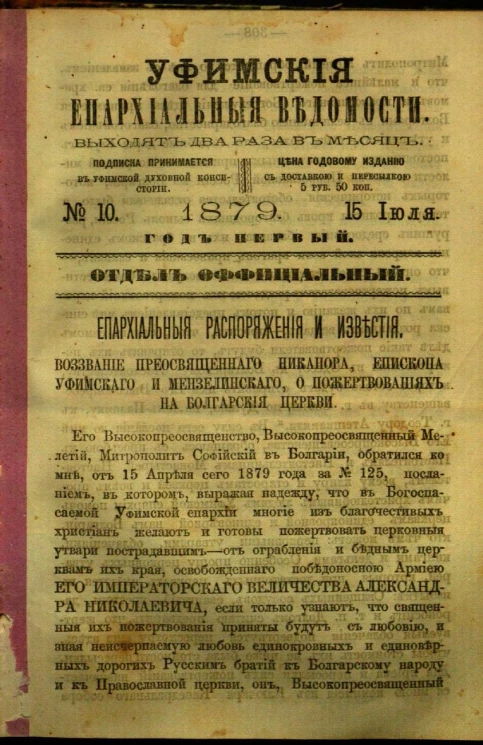 УФИМСКІЯ
ЕПАРХІАЛЬНЫЯ ВѢДОМОСТИ.
ВЫХОДЯТЪ ДВА РАЗА ВЪ МѢСЯЦЪ.
ПОДПИСКА ПРИНИМАЕТСЯ
ВЪ УФИМСКОЙ ДУХОВНОЙ КОНСИ-
СТОРІИ.
ЦѢНА ГОДОВОМУ ИЗДАНІЮ
СЪ ДОСТАВКОЮ И ПЕРЕСЫЛКОЮ
5 РУБ. 50 КОП.
№ 10. 1879. 15 Іюля.
ГОДЪ ПЕРВЫЙ.
ОТДѢЛЪ ОФФИЦІАЛЬНЫЙ.
ЕПАРХІАЛЬНЫЯ РАСПОРЯЖЕНІЯ И ИЗВѢСТІЯ.
ВОЗЗВАНІЕ ПРЕОСВЯЩЕННАГО НИКАНОРА, ЕПИСКОПА
УФИМСКАГО И МЕНЗЕЛИНСКАГО, О ПОЖЕРТВОВАНІЯХЪ
НА БОЛГАРСКІЯ ЦЕРКВИ.
Его Высокопреосвященство, Высокопреосвященный Ме-
летій, Митрополитъ Софійскій въ Болгаріи, обратился ко
мнѣ, отъ 15 Апрѣля сего 1879 года за № 125, посла-
ніемъ, въ которомъ, выражая надежду, что въ Богоспа-
саемой Уфимской епархіи многіе изъ благочестивыхъ
христіанъ желаютъ и готовы пожертвовать церковныя
утвари пострадавшимъ—отъ ограбленія и бѣднымъ цер-
квамъ ихъ края, освобожденнаго побѣдоносною Арміею
ЕГО ИМПЕРАТОРСКАГО ВЕЛИЧЕСТВА АЛЕКСАНД-
РА НИКОЛАЕВИЧА, если только узнаютъ, что священ-
ныя ихъ пожертвованія приняты будутъ съ любовію, и
зная неисчерпаемую любовь единокровныхъ и единовѣр-
ныхъ дорогихъ Русскимъ братій къ Болгарскому народу
и къ Православной церкви, онъ, Высокопреосвященный